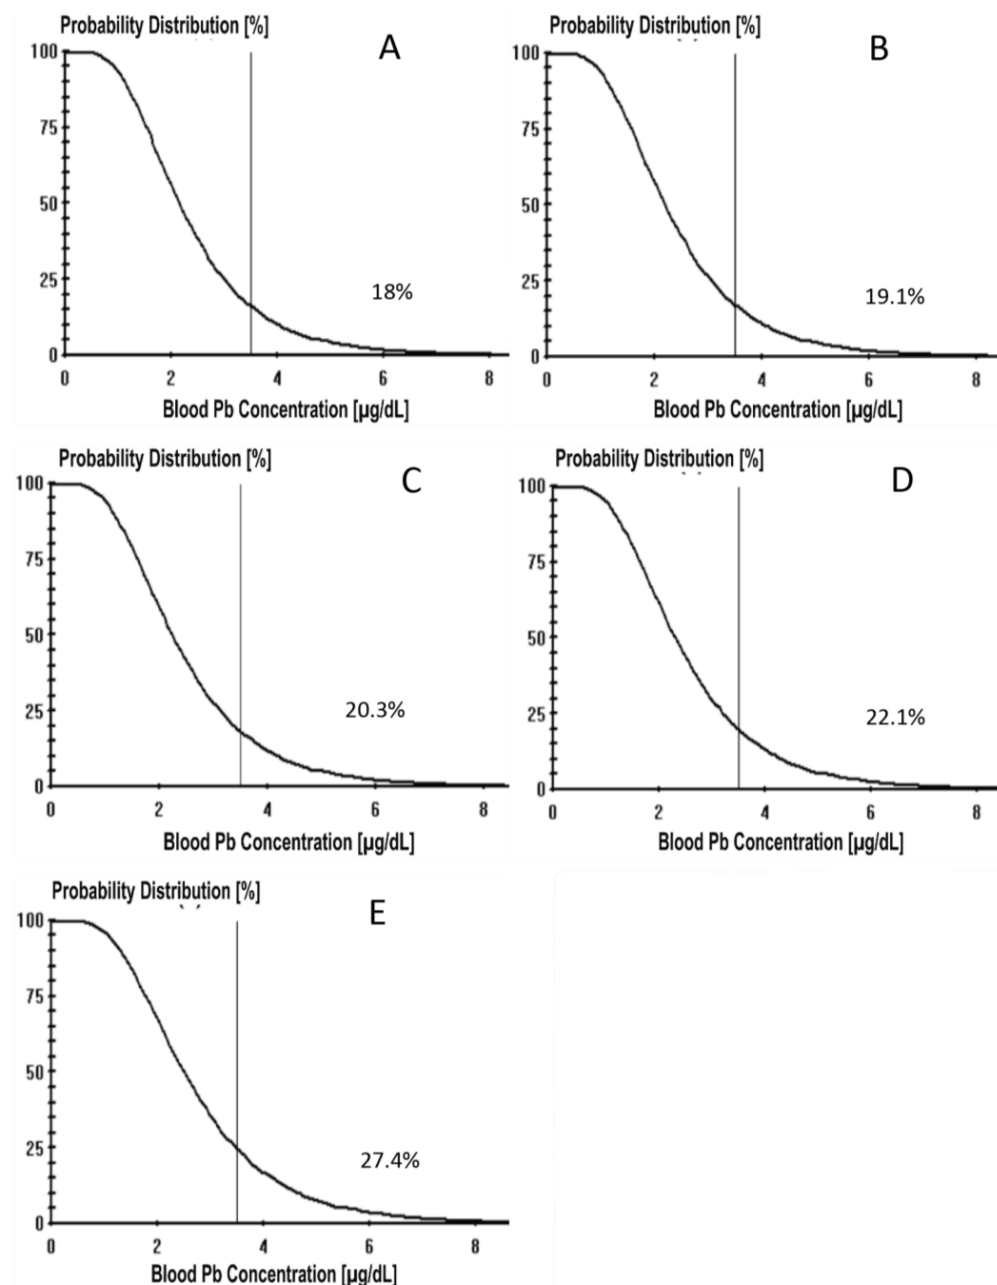 Probability Distribution [%]
A
100
75
50
25
0
18%
0 2 4 6 8
Blood Pb Concentration [µg/dL]
Probability Distribution [%]
B
100
75
50
25
0
19.1%
0 2 4 6 8
Blood Pb Concentration [µg/dL]
Probability Distribution [%]
C
100
75
50
25
0
20.3%
0 2 4 6 8
Blood Pb Concentration [µg/dL]
Probability Distribution [%]
D
100
75
50
25
0
22.1%
0 2 4 6 8
Blood Pb Concentration [µg/dL]
Probability Distribution [%]
E
100
75
50
25
0
27.4%
0 2 4 6 8
Blood Pb Concentration [µg/dL]